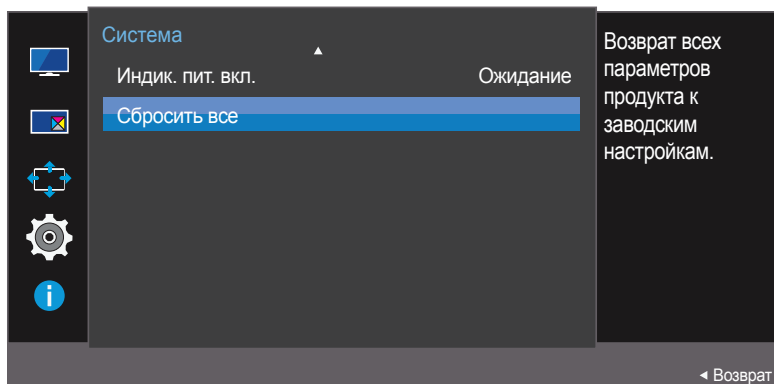 Система
Индик. пит. вкл. Ожидание
Сбросить все
Возврат всех
параметров
продукта к
заводским
настройкам.
Возврат